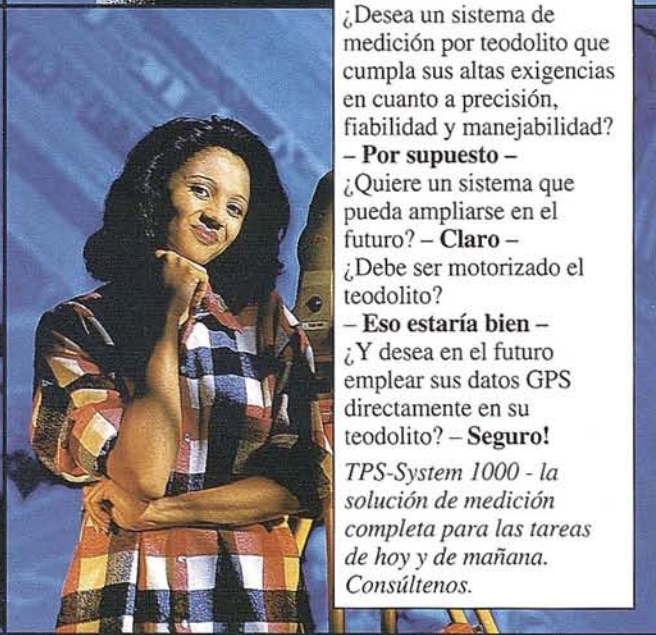 ¿Desea un sistema de
medición por teodolito que
cumpla sus altas exigencias
en cuanto a precisión,
fiabilidad y manejabilidad?
– Por supuesto –
¿Quiere un sistema que
pueda ampliarse en el
futuro? – Claro –
¿Debe ser motorizado el
teodolito?
– Eso estaría bien –
¿Y desea en el futuro
emplear sus datos GPS
directamente en su
teodolito? – Seguro!
TPS-System 1000 - la
solución de medición
completa para las tareas
de hoy y de mañana.
Consúltenos.